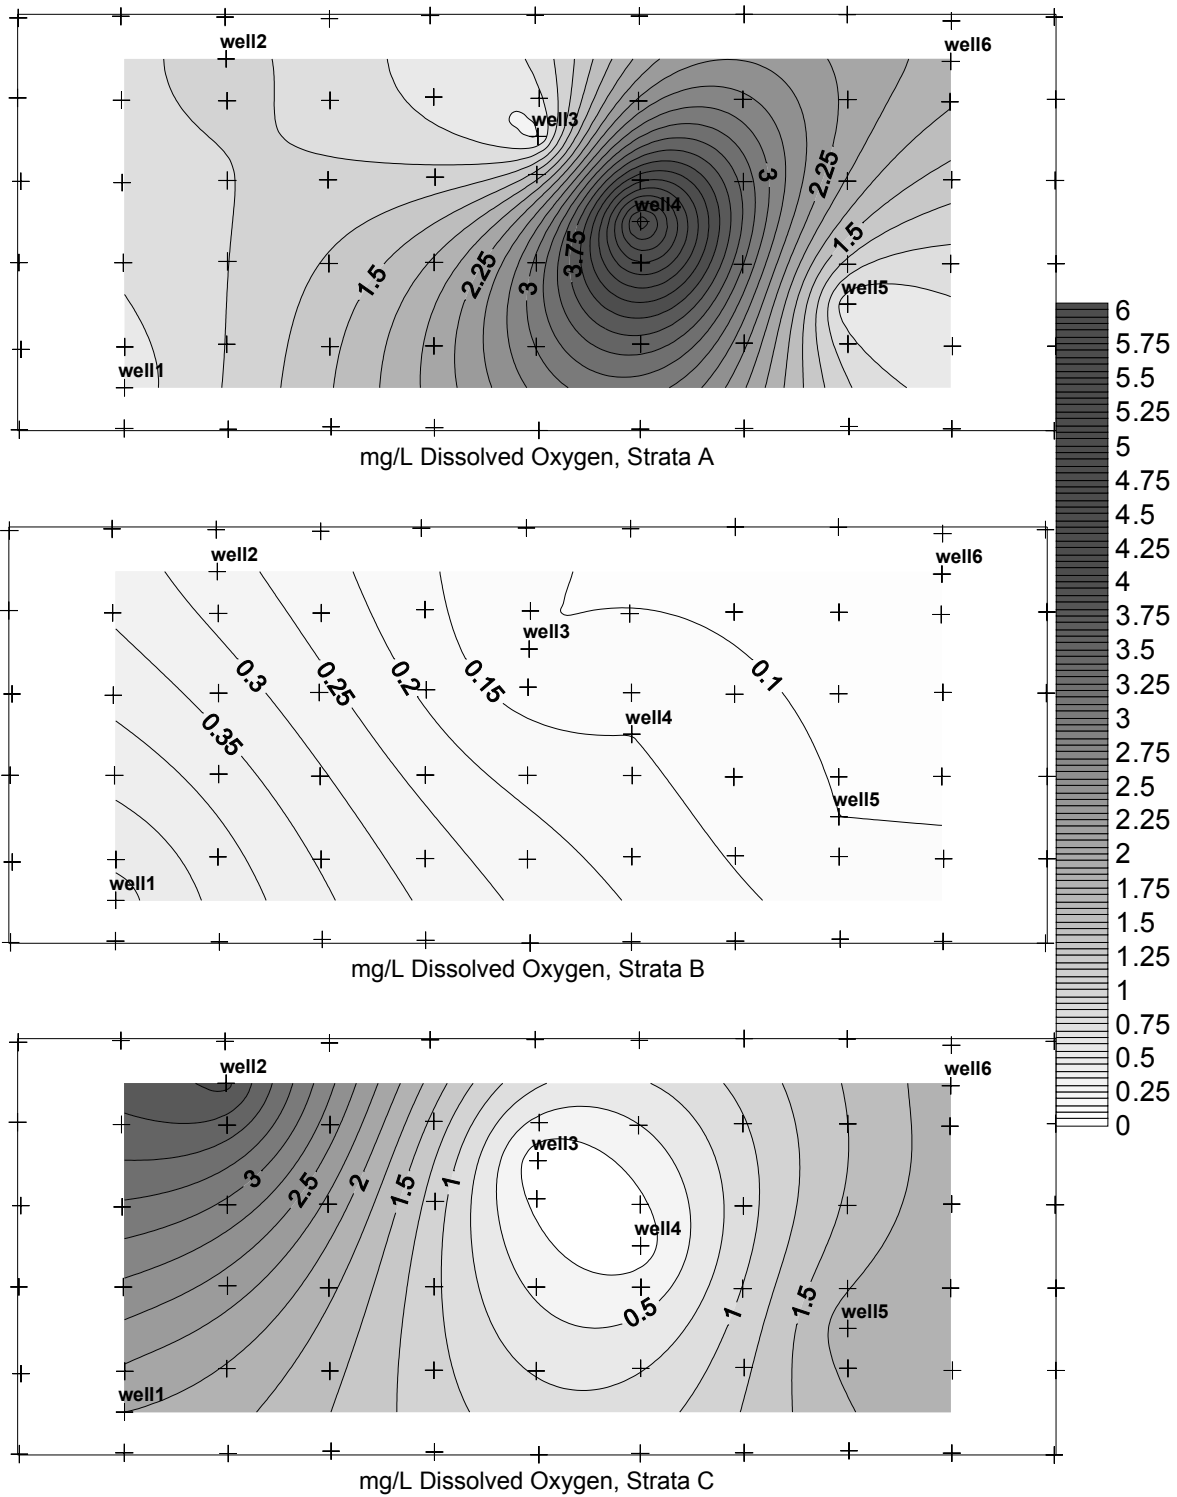 well2
well6
well3
3
2.25
well4
3.75
1.5
2.25
1.5
3
well5
well1
mg/L Dissolved Oxygen, Strata A
6
5.75
5.5
5.25
5
4.75
4.5
4.25
4
3.75
3.5
3.25
3
2.75
2.5
2.25
2
1.75
1.5
1.25
1
0.75
0.5
0.25
0
well2
well6
well3
0.3
0.25
0.2
0.15
0.1
well4
0.35
well5
well1
mg/L Dissolved Oxygen, Strata B
well2
well6
well3
3
2.5
2
1.5
1
well4
0.5
1
1.5
well5
well1
mg/L Dissolved Oxygen, Strata C